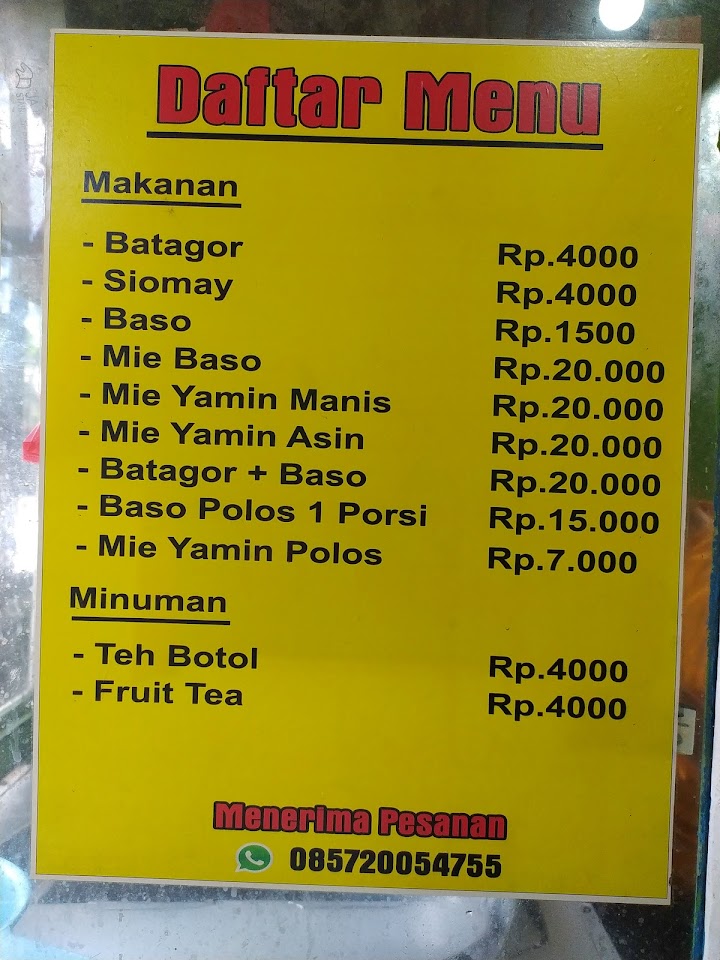 Daftar Menu
Makanan
- Batagor Rp.4000
- Siomay Rp.4000
- Baso Rp.1500
- Mie Baso Rp.20.000
- Mie Yamin Manis Rp.20.000
- Mie Yamin Asin Rp.20.000
- Batagor + Baso Rp.20.000
- Baso Polos 1 Porsi Rp.15.000
- Mie Yamin Polos Rp.7.000
Minuman
- Teh Botol Rp.4000
- Fruit Tea Rp.4000
Menerima Pesanan
085720054755